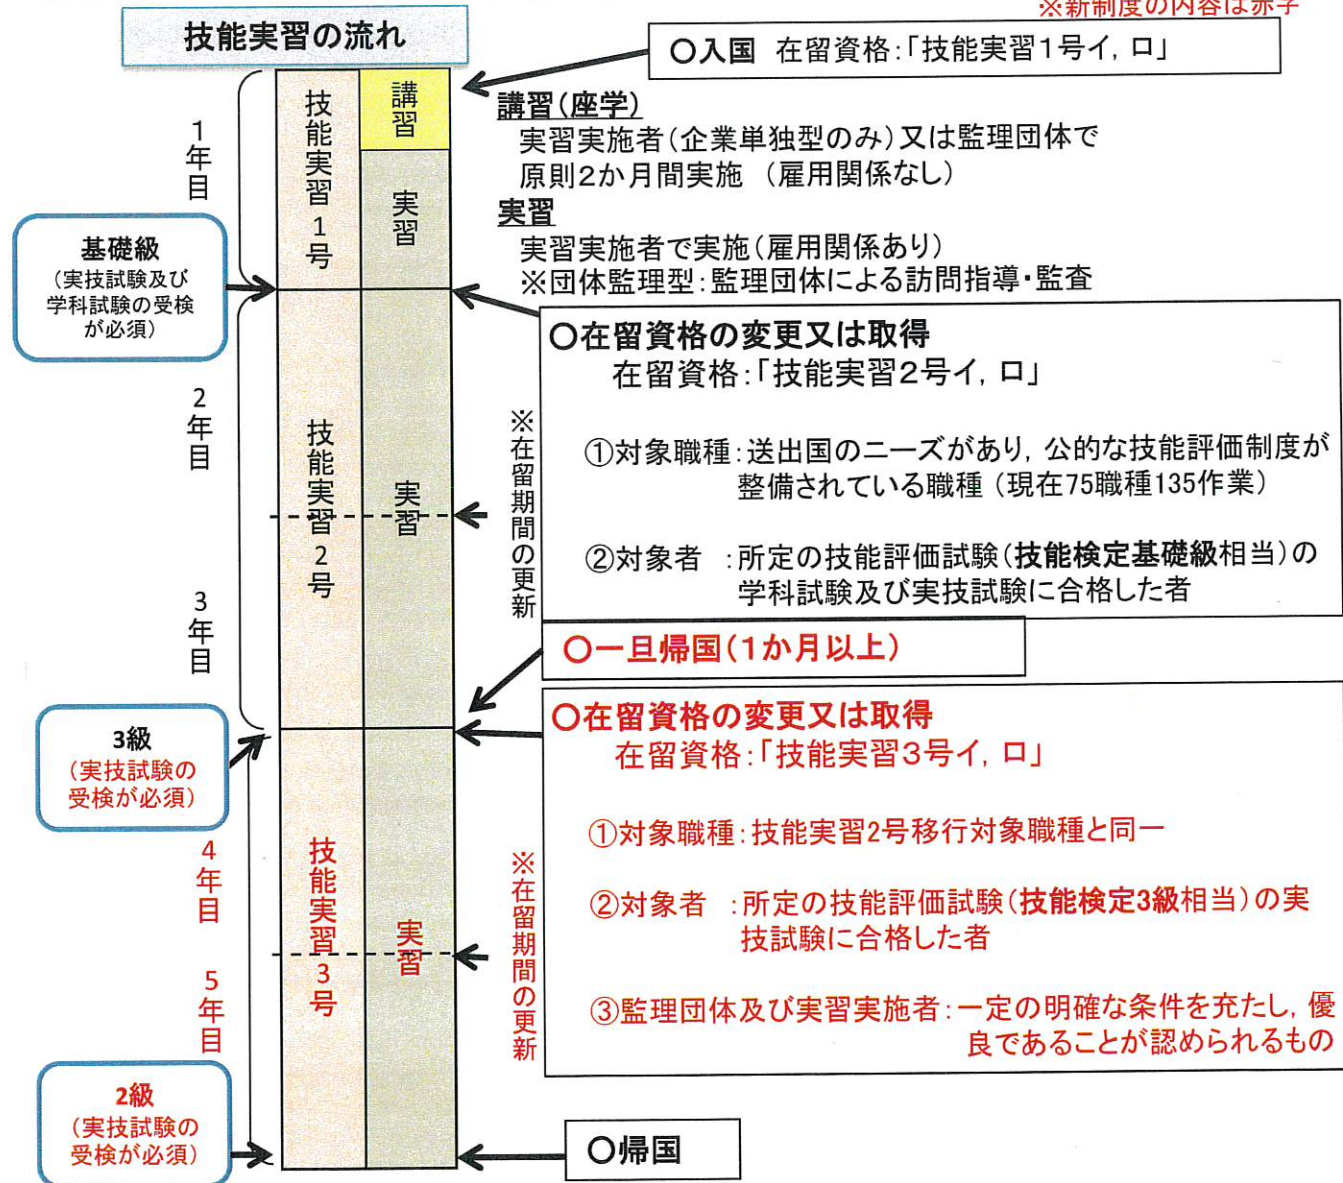 ※新制度の内容は赤字
技能実習の流れ
○入国 在留資格:「技能実習1号イ, ロ」
1年目
技能実習1号
講習
実習
講習(座学)
実習実施者(企業単独型のみ)又は監理団体で
原則2か月間実施 (雇用関係なし)
実習
実習実施者で実施(雇用関係あり)
※団体監理型:監理団体による訪問指導・監査
基礎級
(実技試験及び
学科試験の受検
が必須)
○在留資格の変更又は取得
在留資格:「技能実習2号イ, ロ」
①対象職種:送出国のニーズがあり, 公的な技能評価制度が
整備されている職種 (現在75職種135作業)
②対象者 :所定の技能評価試験(技能検定基礎級相当)の
学科試験及び実技試験に合格した者
2年目
3年目
技能実習2号
実習
※在留期間の更新
○一旦帰国(1か月以上)
3級
(実技試験の
受検が必須)
○在留資格の変更又は取得
在留資格:「技能実習3号イ, ロ」
①対象職種:技能実習2号移行対象職種と同一
②対象者 :所定の技能評価試験(技能検定3級相当)の実
技試験に合格した者
③監理団体及び実習実施者:一定の明確な条件を充たし, 優
良であることが認められるもの
4年目
5年目
技能実習3号
実習
※在留期間の更新
2級
(実技試験の
受検が必須)
○帰国